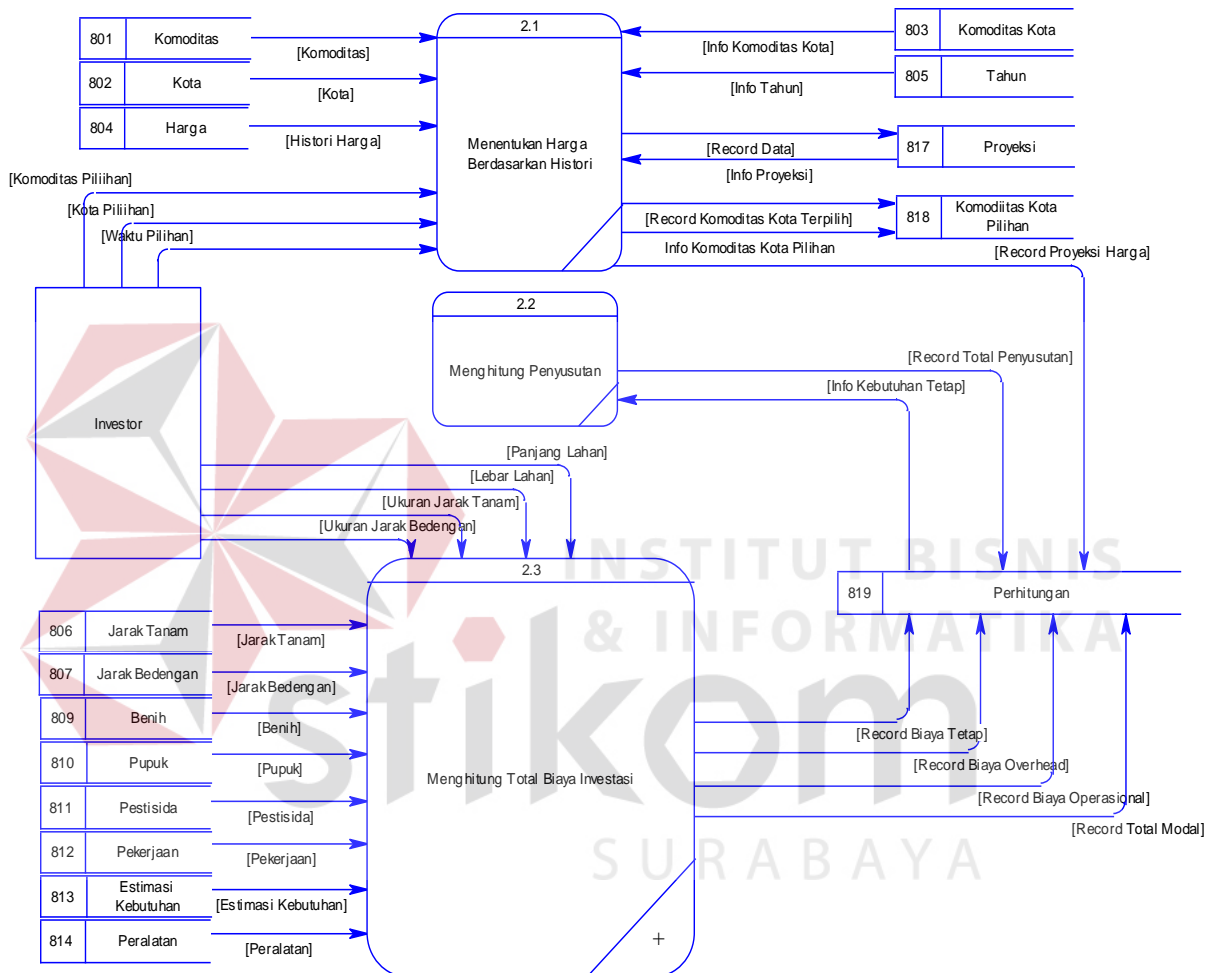 801 Komoditas
[Komoditas]
802 Kota
[Kota]
804 Harga
[Histori Harga]
2.1
Menentukan Harga
Berdasarkan Histori
803 Komoditas Kota
[Info Komoditas Kota]
805 Tahun
[Info Tahun]
817 Proyeksi
[Record Data]
[Info Proyeksi]
818 Komodiitas Kota
Pilihan
[Record Komoditas Kota Terpilih]
Info Komoditas Kota Pilihan
[Record Proyeksi Harga]
[Komoditas Piliihan]
[Kota Piliihan]
[Waktu Pilihan]
Investor
2.2
Menghitung Penyusutan
[Record Total Penyusutan]
[Info Kebutuhan Tetap]
[Panjang Lahan]
[Lebar Lahan]
[Ukuran Jarak Tanam]
[Ukuran Jarak Bedengan]
2.3
Menghitung Total Biaya Investasi
+
819 Perhitungan
806 Jarak Tanam
[Jarak Tanam]
807 Jarak Bedengan
[Jarak Bedengan]
809 Benih
[Benih]
810 Pupuk
[Pupuk]
811 Pestisida
[Pestisida]
812 Pekerjaan
[Pekerjaan]
813 Estimasi
Kebutuhan
[Estimasi Kebutuhan]
814 Peralatan
[Peralatan]
[Record Biaya Tetap]
[Record Biaya Overhead]
[Record Biaya Operasional]
[Record Total Modal]
INSTITUT BISNIS
& INFORMATIKA
stikom
SURABAYA